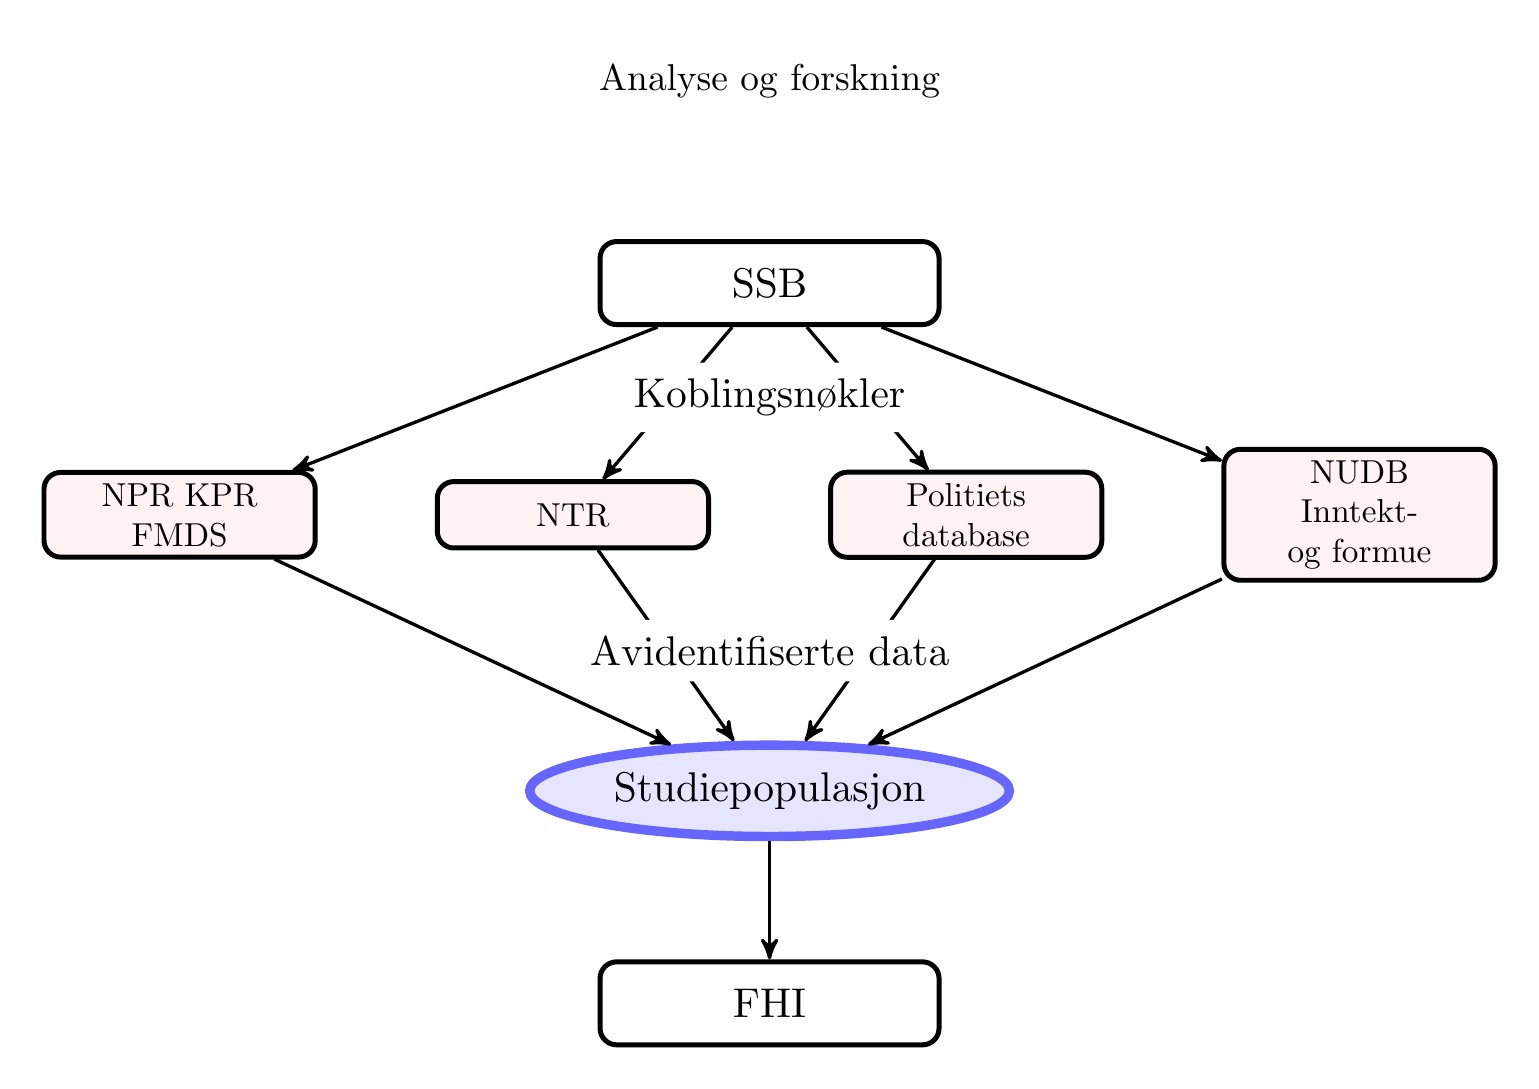 Analyse og forskning
SSB
Koblingsnøkler
NPR KPR
FMDS
NTR
Politiets
database
NUDB
Inntekt-
og formue
Avidentifiserte data
Studiepopulasjon
FHI